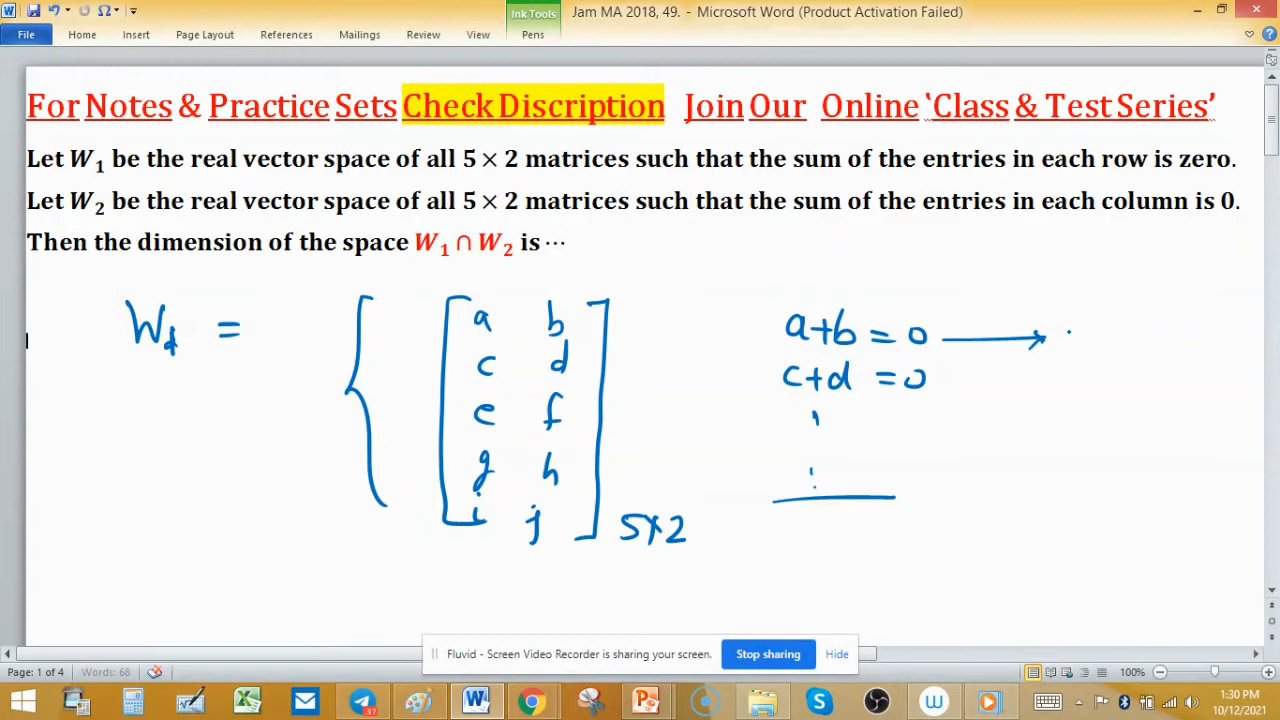 Ink Tools
Jam MA 2018, 49. - Microsoft Word (Product Activation Failed)
File Home Insert Page Layout References Mailings Review View Pens
For Notes & Practice Sets Check Discription Join Our Online 'Class & Test Series'
Let W₁ be the real vector space of all 5 × 2 matrices such that the sum of the entries in each row is zero.
Let W₂ be the real vector space of all 5 × 2 matrices such that the sum of the entries in each column is 0.
Then the dimension of the space W₁ ∩ W₂ is ⋯
W₁ = { [ a b a+b = 0 ⟶
c d c+d = 0
e f
g h
i j ] 5×2
Fluvid - Screen Video Recorder is sharing your screen. Stop sharing Hide
Page: 1 of 4 Words: 68 100%
97
1:30 PM
10/12/2021